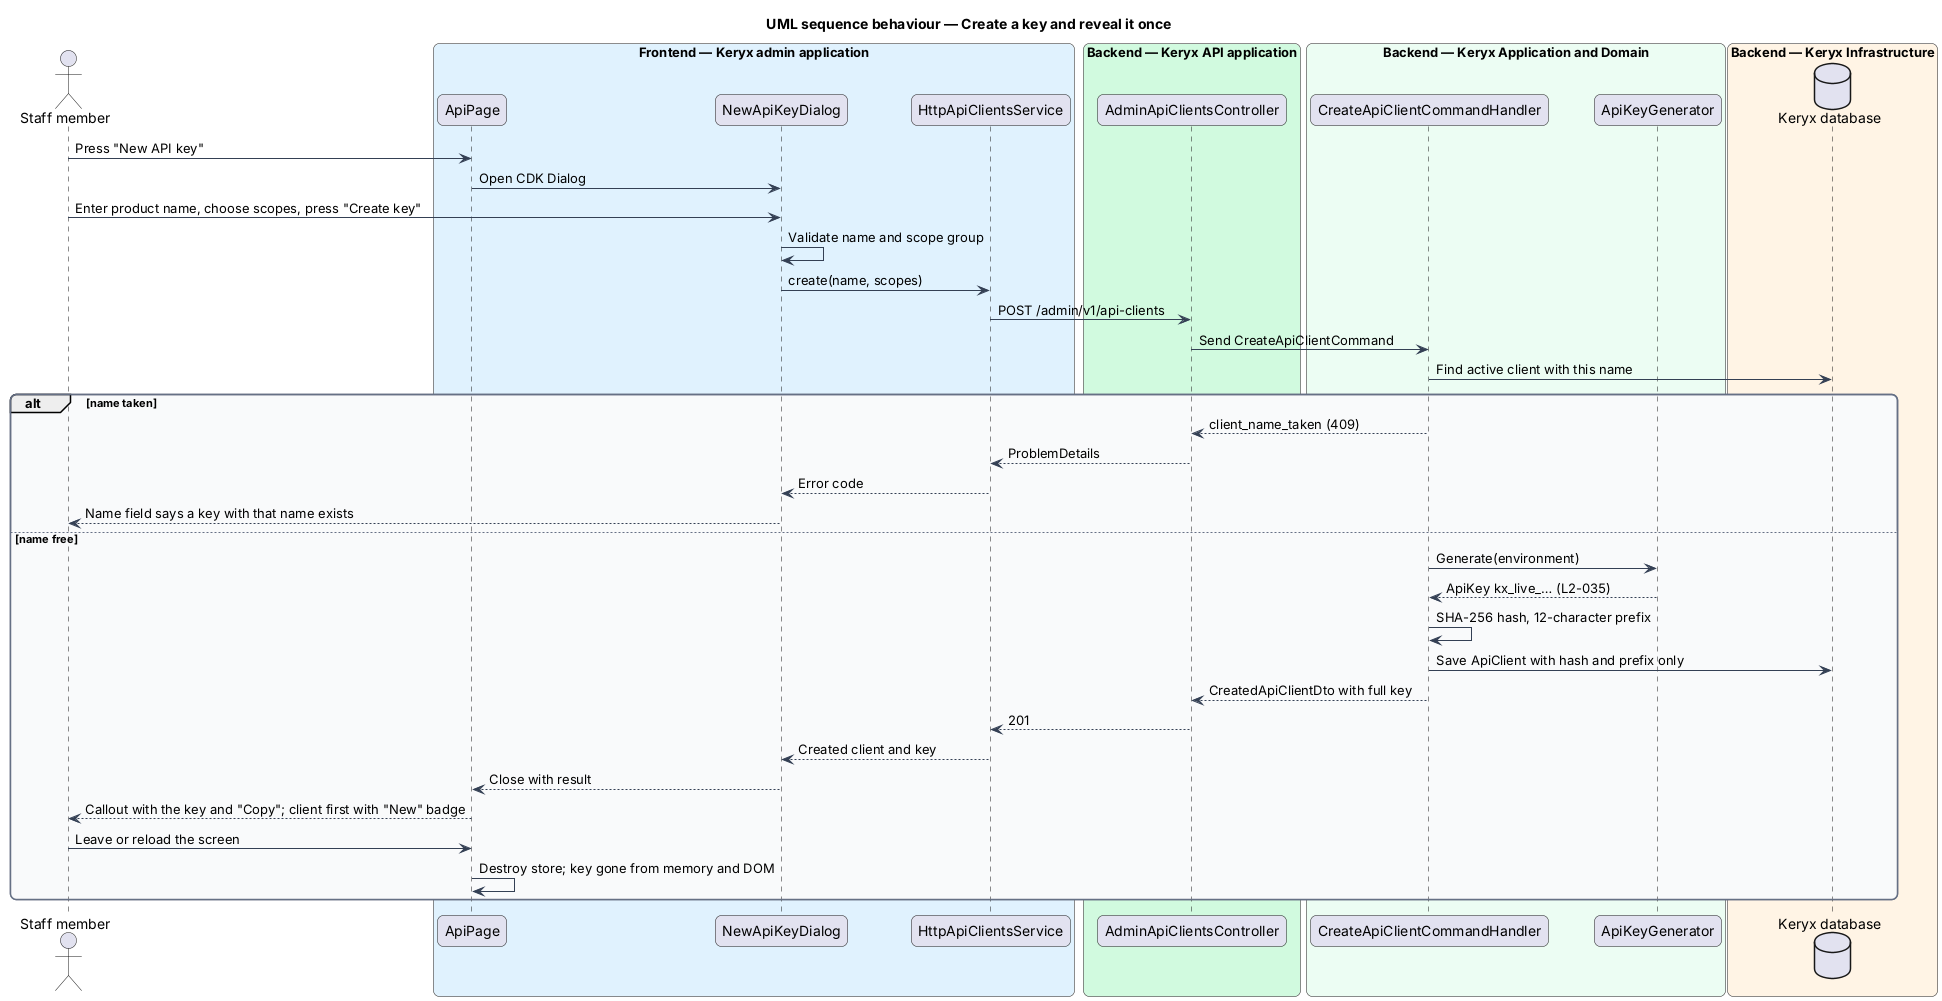 UML sequence behaviour — Create a key and reveal it once
Frontend — Keryx admin application
Backend — Keryx API application
Backend — Keryx Application and Domain
Backend — Keryx Infrastructure
Staff member
ApiPage
NewApiKeyDialog
HttpApiClientsService
AdminApiClientsController
CreateApiClientCommandHandler
ApiKeyGenerator
Keryx database
Press "New API key"
Open CDK Dialog
Enter product name, choose scopes, press "Create key"
Validate name and scope group
create(name, scopes)
POST /admin/v1/api-clients
Send CreateApiClientCommand
Find active client with this name
alt [name taken]
client_name_taken (409)
ProblemDetails
Error code
Name field says a key with that name exists
[name free]
Generate(environment)
ApiKey kx_live_... (L2-035)
SHA-256 hash, 12-character prefix
Save ApiClient with hash and prefix only
CreatedApiClientDto with full key
201
Created client and key
Close with result
Callout with the key and "Copy"; client first with "New" badge
Leave or reload the screen
Destroy store; key gone from memory and DOM
Staff member
ApiPage
NewApiKeyDialog
HttpApiClientsService
AdminApiClientsController
CreateApiClientCommandHandler
ApiKeyGenerator
Keryx database